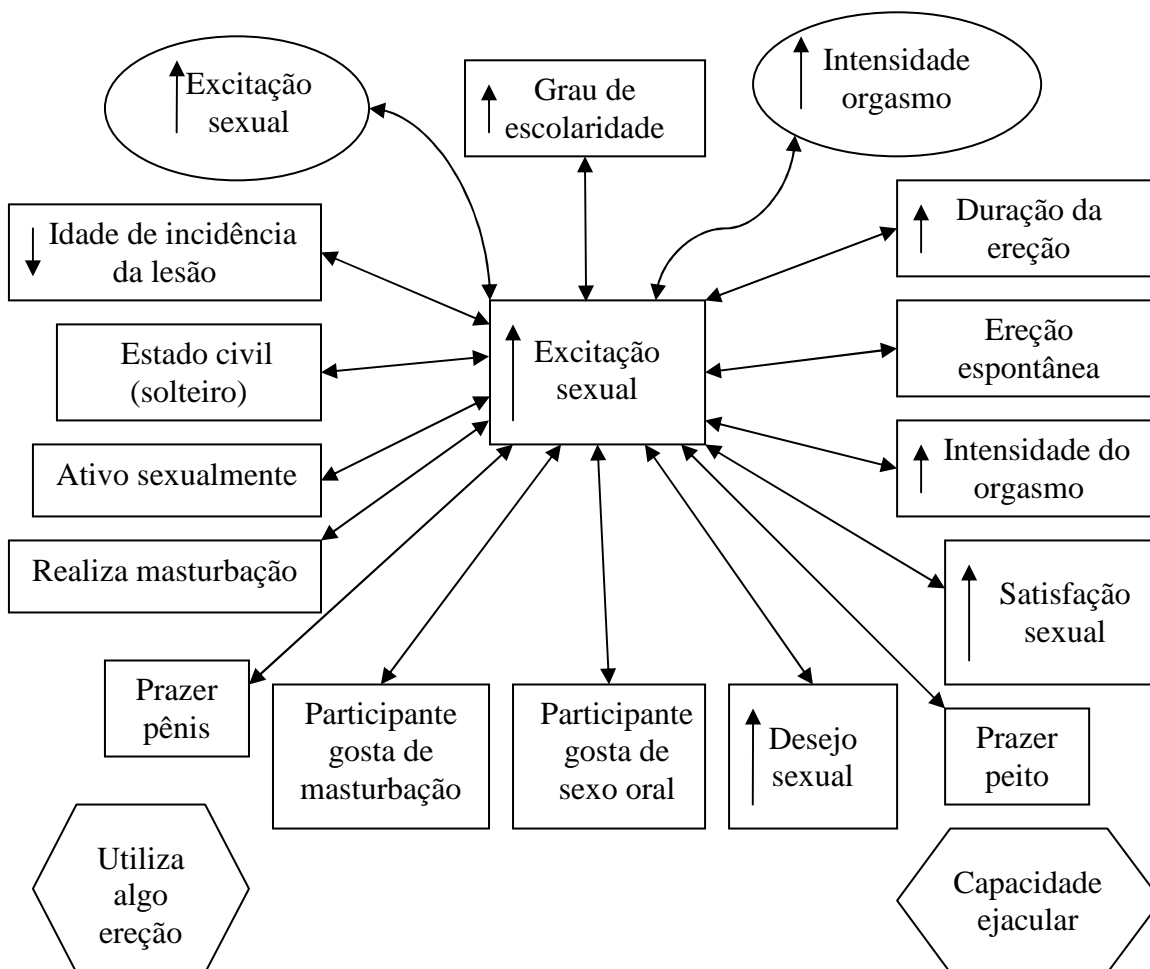 Excitação
sexual
Grau de
escolaridade
Intensidade
orgasmo
Idade de incidência
da lesão
Duração da
ereção
Estado civil
(solteiro)
Excitação
sexual
Ereção
espontânea
Ativo sexualmente
Intensidade do
orgasmo
Realiza masturbação
Satisfação
sexual
Prazer
pênis
Participante
gosta de
masturbação
Participante
gosta de
sexo oral
Desejo
sexual
Prazer
peito
Utiliza
algo
ereção
Capacidade
ejacular